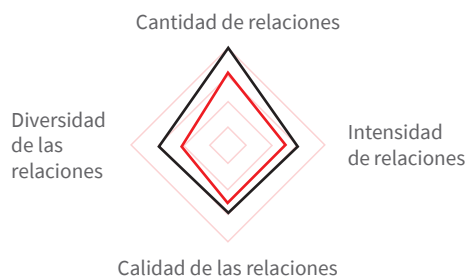 Cantidad de relaciones
Diversidad
de las
relaciones
Intensidad
de relaciones
Calidad de las relaciones